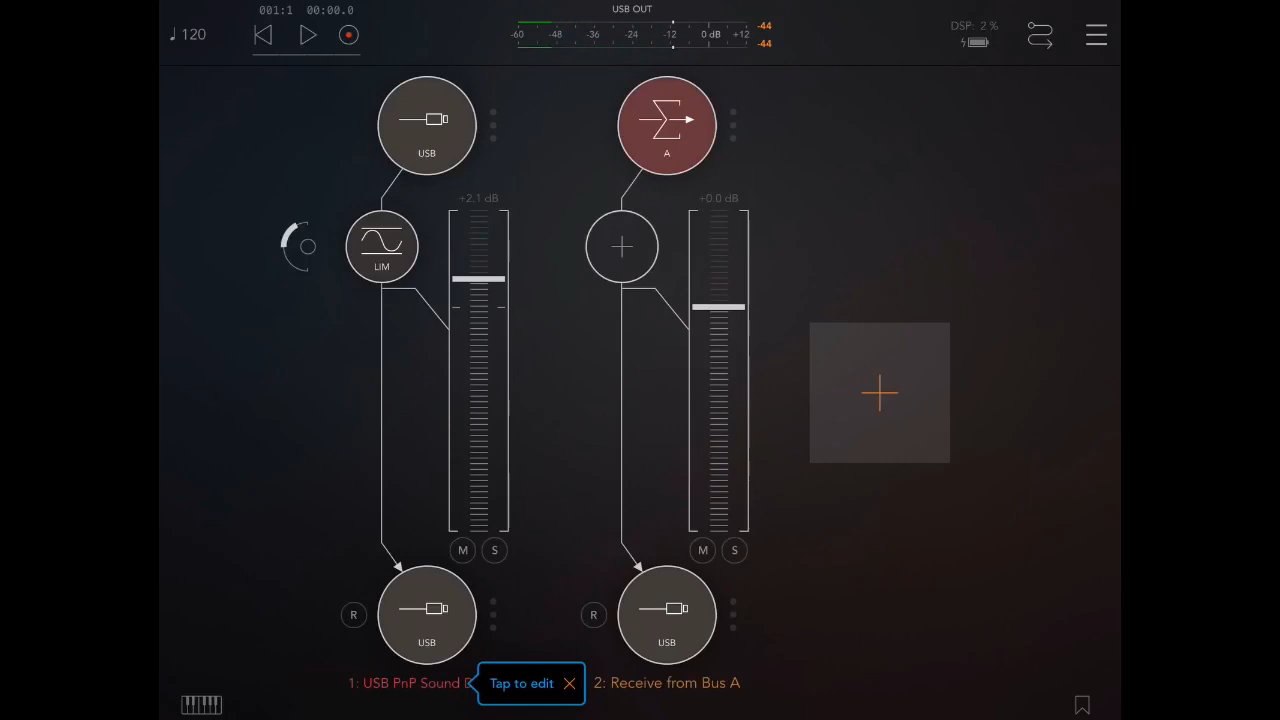 001:1 00:00.0
USB OUT
♩ 120
-60 -48 -36 -24 -12 0 dB +12
-44
-44
DSP: 2 %
USB
A
+2.1 dB
+0.0 dB
LIM
M S
M S
R
USB
R
USB
1: USB PnP Sound
Tap to edit
2: Receive from Bus A